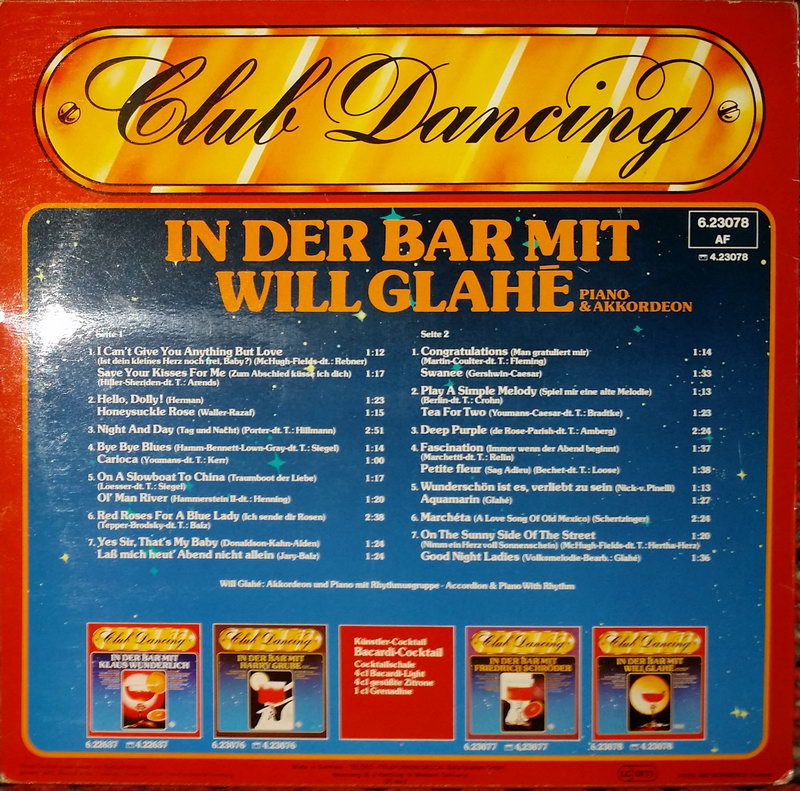 Club Dancing
IN DER BAR MIT
WILL GLAHÉ PIANO & AKKORDEON
6.23078
AF
4.23078
Seite 1
1. I Can't Give You Anything But Love 1:12
(Ist dein kleines Herz noch frei, Baby?) (McHugh-Fields-dt.: Rebner)
Save Your Kisses For Me (Zum Abschied küsse ich dich) 1:17
(Hiller-Sheriden-dt. T.: Arends)
2. Hello, Dolly! (Herman) 1:23
Honeysuckle Rose (Waller-Razaf) 1:15
3. Night And Day (Tag und Nacht) (Porter-dt. T.: Hillmann) 2:51
4. Bye Bye Blues (Hamm-Bennett-Lown-Gray-dt. T.: Siegel) 1:14
Carioca (Youmans-dt. T.: Kerr) 1:00
5. On A Slowboat To China (Traumboot der Liebe) 1:17
(Loesser-dt. T.: Siegel)
Ol' Man River (Hammerstein II-dt.: Henning) 1:20
6. Red Roses For A Blue Lady (Ich sende dir Rosen) 2:38
(Tepper-Brodsky-dt. T.: Balz)
7. Yes Sir, That's My Baby (Donaldson-Kahn-Alden) 1:24
Laß mich heut' Abend nicht allein (Jary-Balz) 1:24
Seite 2
1. Congratulations (Man gratuliert mir) 1:14
(Martin-Coulter-dt. T.: Fleming)
Swanee (Gershwin-Caesar) 1:33
2. Play A Simple Melody (Spiel mir eine alte Melodie) 1:13
(Berlin-dt. T.: Crohn)
Tea For Two (Youmans-Caesar-dt. T.: Bradtke) 1:23
3. Deep Purple (de Rose-Parish-dt. T.: Amberg) 2:24
4. Fascination (Immer wenn der Abend beginnt) 1:37
(Marchetti-dt. T.: Relin)
Petite fleur (Sag Adieu) (Bechet-dt. T.: Loose) 1:38
5. Wunderschön ist es, verliebt zu sein (Nick-v. Pinelli) 1:13
Aquamarin (Glahé) 1:27
6. Marchéta (A Love Song Of Old Mexico) (Schertzinger) 2:24
7. On The Sunny Side Of The Street 1:20
(Nimm ein Herz voll Sonnenschein) (McHugh-Fields-dt. T.: Hertha-Herz)
Good Night Ladies (Volksmelodie-Bearb.: Glahé) 1:36
Will Glahé: Akkordeon und Piano mit Rhythmusgruppe · Accordion & Piano With Rhythm
Club Dancing
IN DER BAR MIT
KLAUS WUNDERLICH
6.22637 4.22637
Club Dancing
IN DER BAR MIT
HARRY GRUBE
6.23076 4.23076
Künstler-Cocktail
Bacardi-Cocktail
Cocktailschale
4 cl Bacardi-Light
4 cl gesüßte Zitrone
1 cl Grenadine
Club Dancing
IN DER BAR MIT
FRIEDRICH SCHRÖDER
6.23077 4.23077
Club Dancing
IN DER BAR MIT
WILL GLAHÉ
6.23078 4.23078